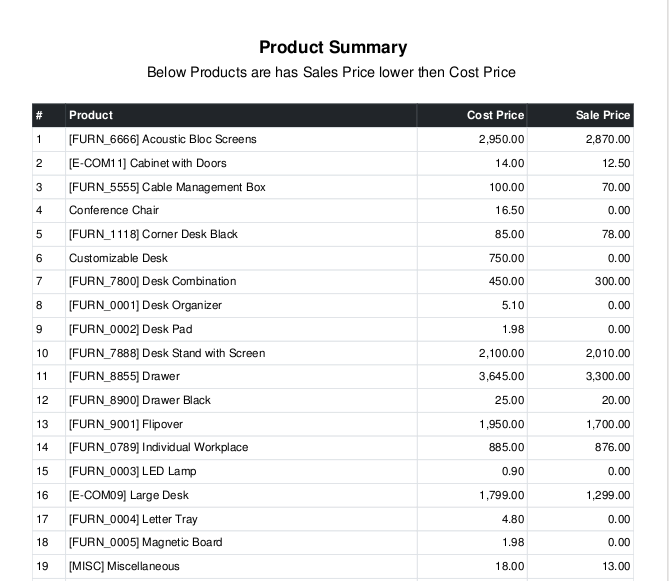 Product Summary
Below Products are has Sales Price lower then Cost Price
# Product Cost Price Sale Price
1 [FURN_6666] Acoustic Bloc Screens 2,950.00 2,870.00
2 [E-COM11] Cabinet with Doors 14.00 12.50
3 [FURN_5555] Cable Management Box 100.00 70.00
4 Conference Chair 16.50 0.00
5 [FURN_1118] Corner Desk Black 85.00 78.00
6 Customizable Desk 750.00 0.00
7 [FURN_7800] Desk Combination 450.00 300.00
8 [FURN_0001] Desk Organizer 5.10 0.00
9 [FURN_0002] Desk Pad 1.98 0.00
10 [FURN_7888] Desk Stand with Screen 2,100.00 2,010.00
11 [FURN_8855] Drawer 3,645.00 3,300.00
12 [FURN_8900] Drawer Black 25.00 20.00
13 [FURN_9001] Flipover 1,950.00 1,700.00
14 [FURN_0789] Individual Workplace 885.00 876.00
15 [FURN_0003] LED Lamp 0.90 0.00
16 [E-COM09] Large Desk 1,799.00 1,299.00
17 [FURN_0004] Letter Tray 4.80 0.00
18 [FURN_0005] Magnetic Board 1.98 0.00
19 [MISC] Miscellaneous 18.00 13.00